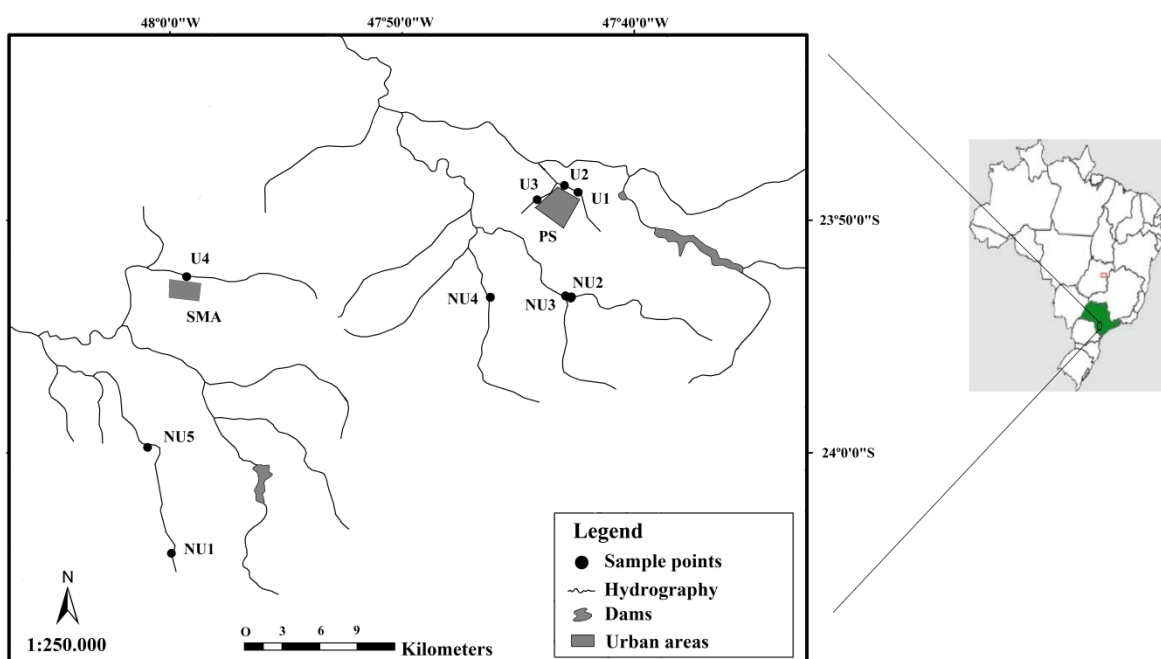 48°0'0"W 47°50'0"W 47°40'0"W
U2
U3
U1
23°50'0"S
PS
U4
NU4
NU3
NU2
SMA
NU5
24°0'0"S
NU1
Legend
Sample points
Hydrography
Dams
Urban areas
N
1:250.000
O 3 6 9
Kilometers